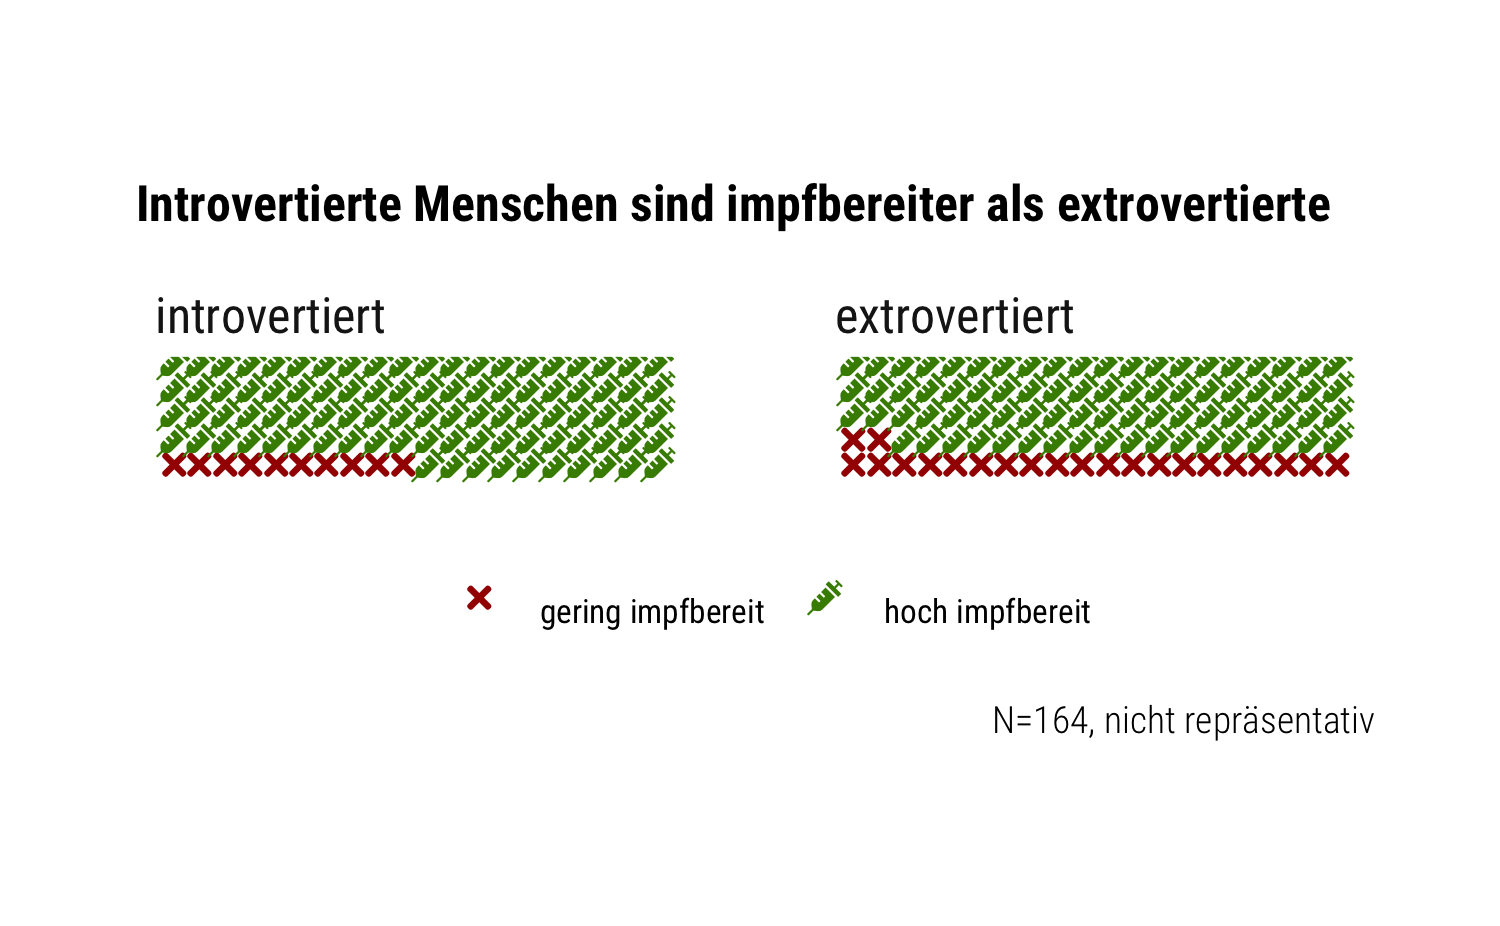 Introvertierte Menschen sind impfbereiter als extrovertierte
introvertiert
extrovertiert
gering impfbereit
hoch impfbereit
N=164, nicht repräsentativ